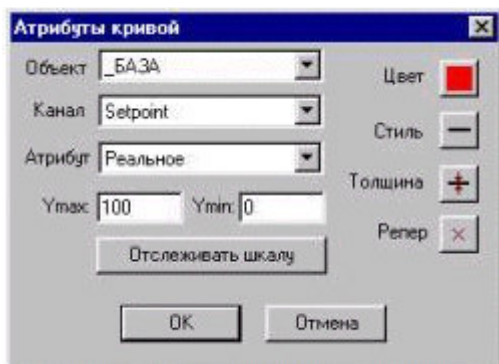 Атрибуты кривой
Объект _БАЗА
Цвет
Канал Setpoint
Стиль
Атрибут Реальное
Толщина
Ymax: 100 Ymin: 0
Репер
Отслеживать шкалу
OK Отмена